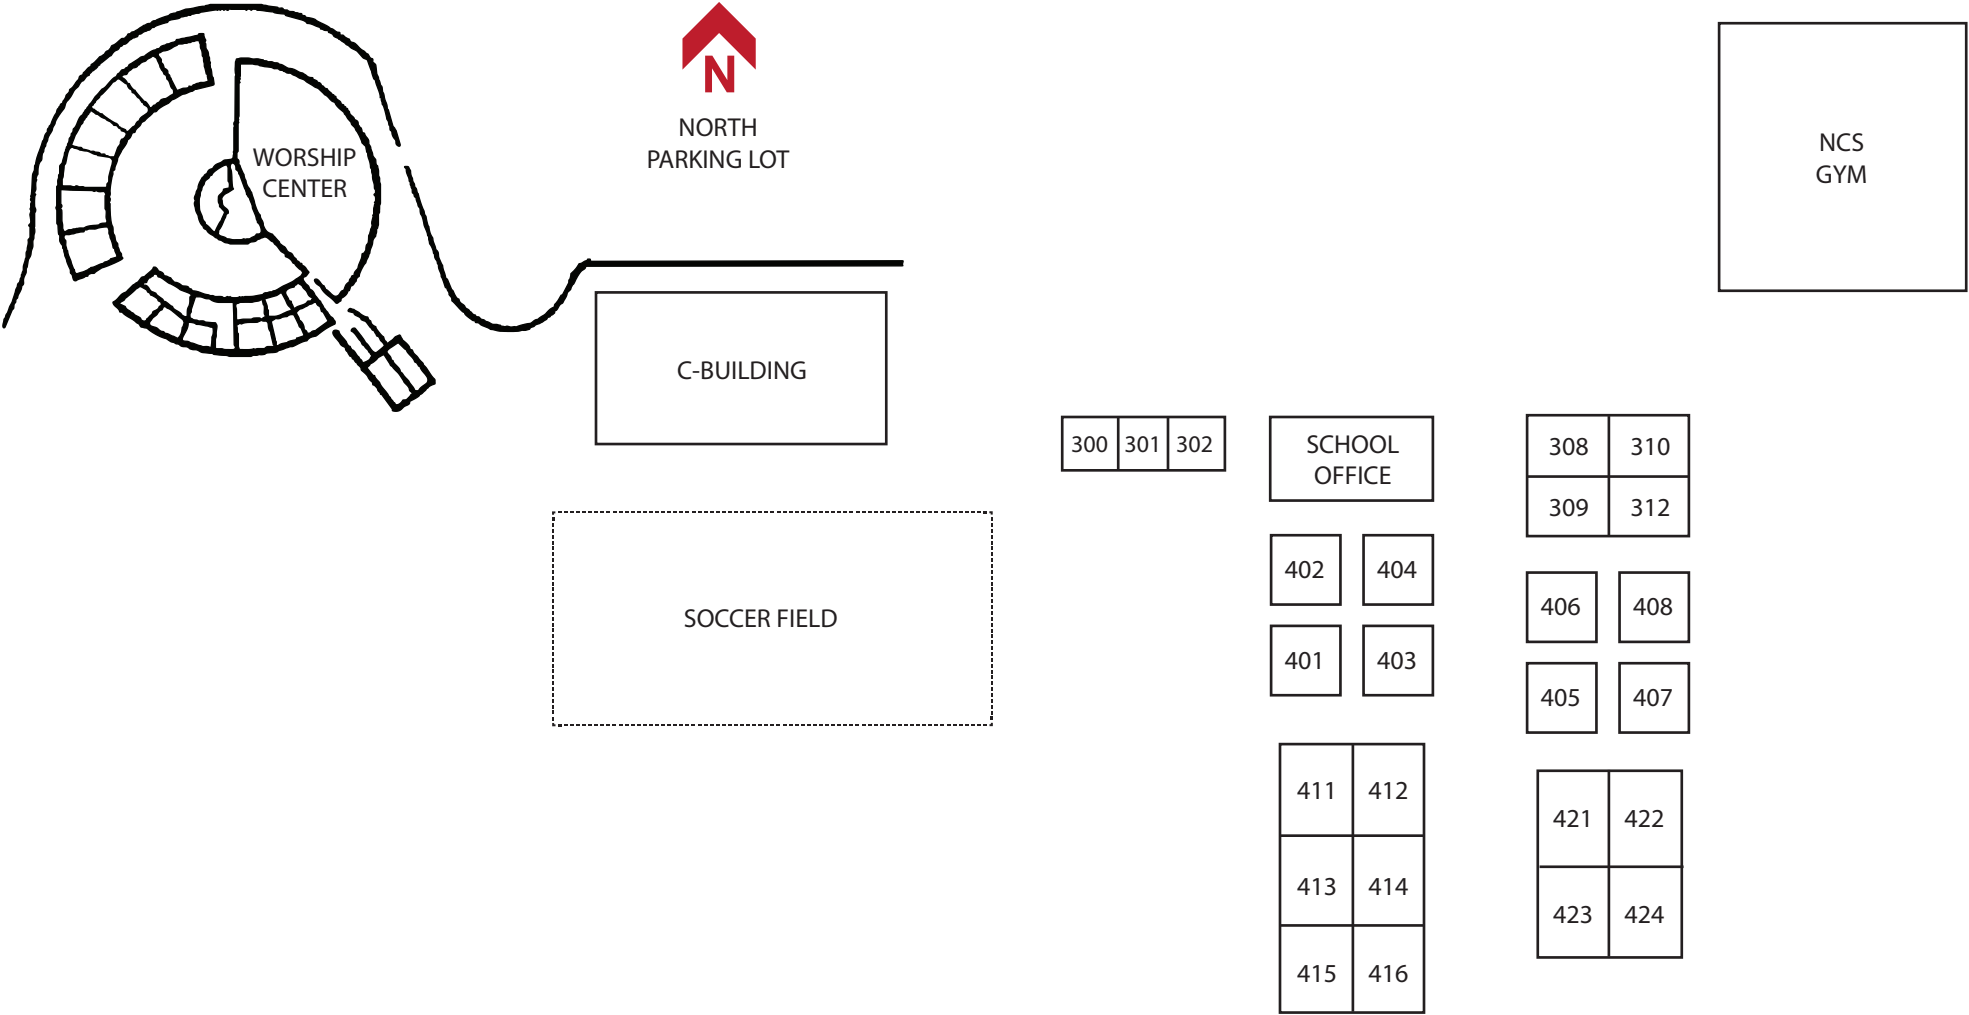 N
NORTH
PARKING LOT
WORSHIP
CENTER
NCS
GYM
C-BUILDING
300 301 302
SCHOOL
OFFICE
308 310
309 312
402 404
401 403
406 408
405 407
SOCCER FIELD
411 412
413 414
415 416
421 422
423 424